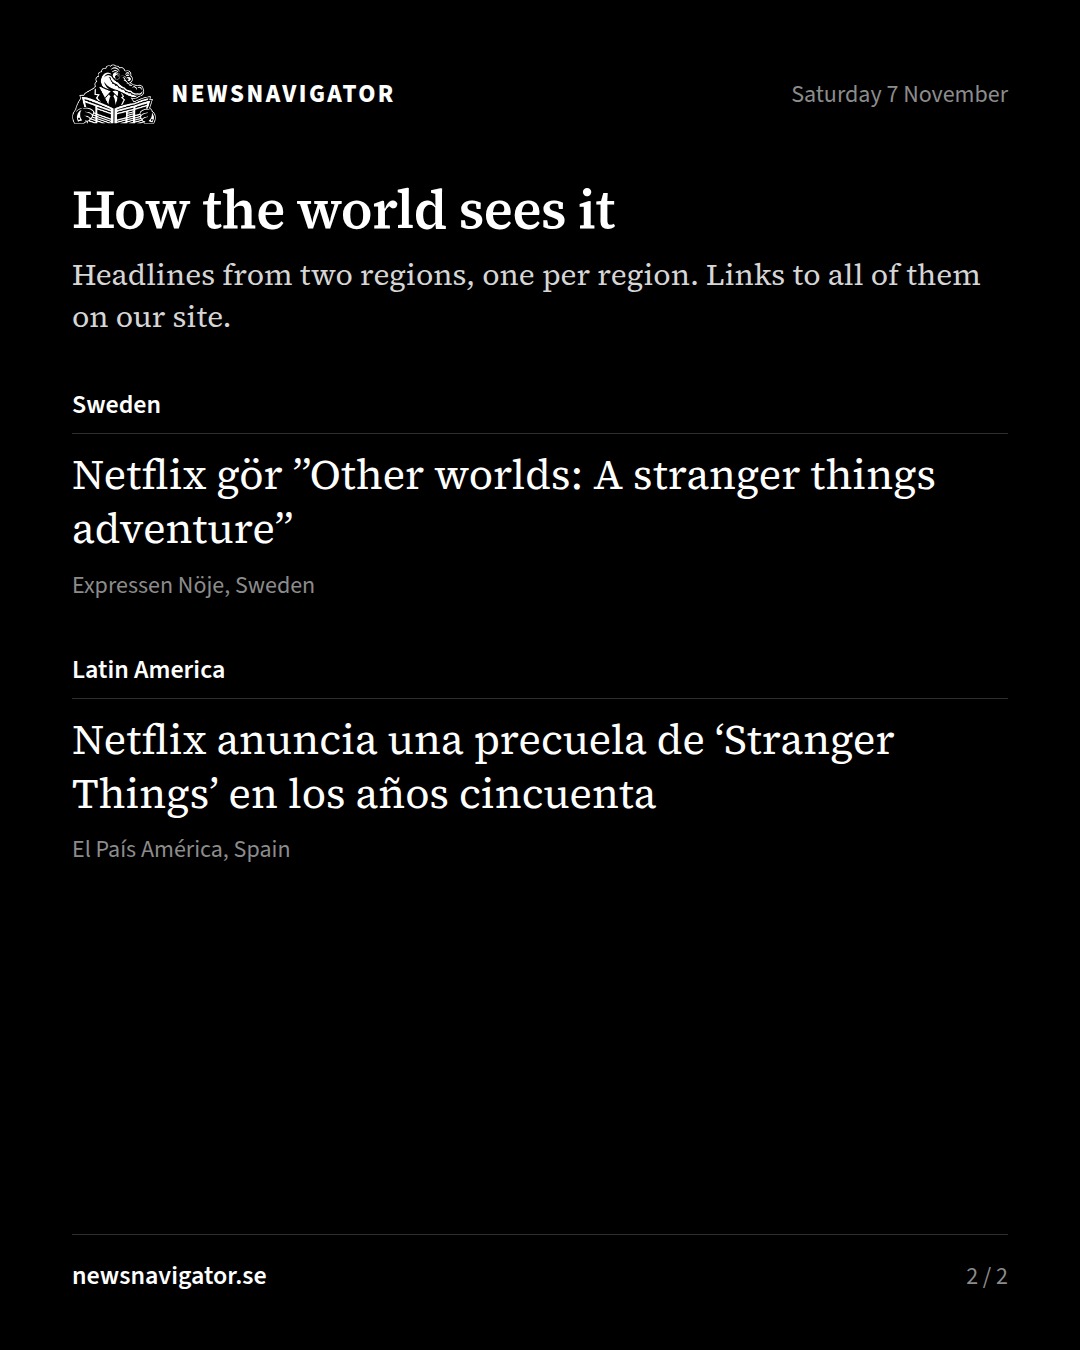 NEWSNAVIGATOR
Saturday 7 November
How the world sees it
Headlines from two regions, one per region. Links to all of them
on our site.
Sweden
Netflix gör ”Other worlds: A stranger things
adventure”
Expressen Nöje, Sweden
Latin America
Netflix anuncia una precuela de ‘Stranger
Things’ en los años cincuenta
El País América, Spain
newsnavigator.se
2 / 2